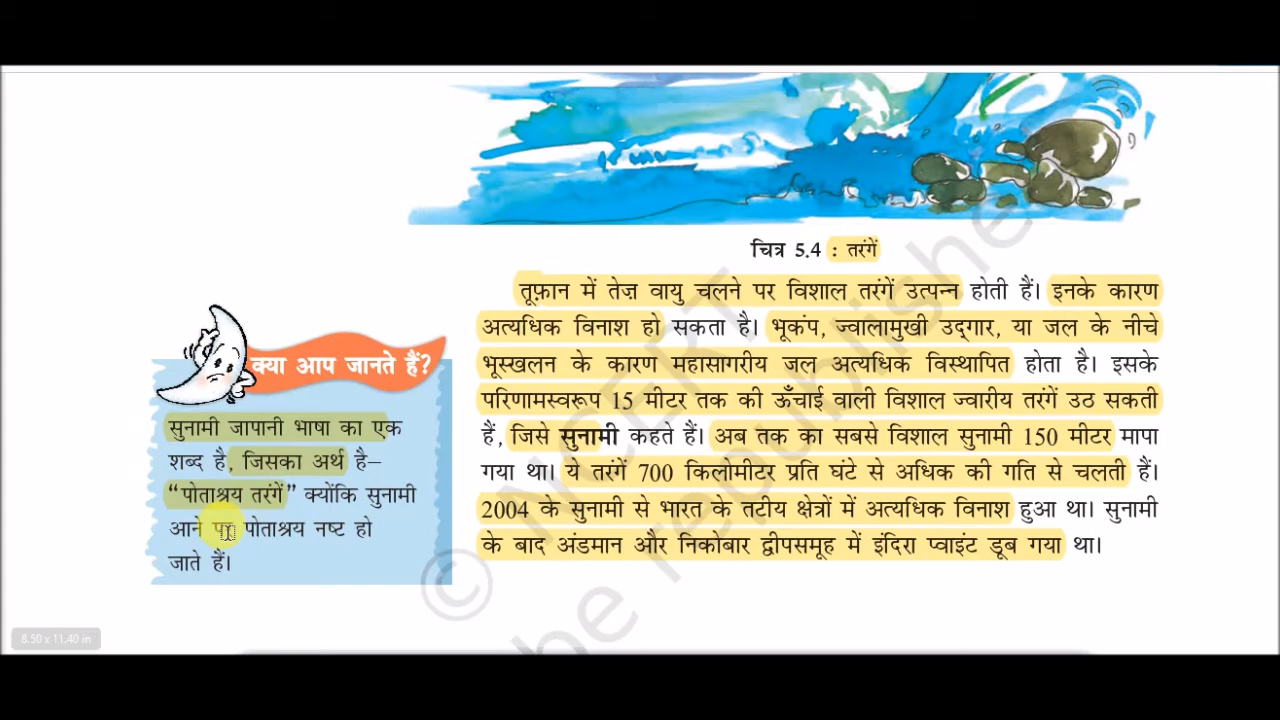 चित्र 5.4 : तरंगें
तूफ़ान में तेज़ वायु चलने पर विशाल तरंगें उत्पन्न होती हैं। इनके कारण
अत्यधिक विनाश हो सकता है। भूकंप, ज्वालामुखी उद्गार, या जल के नीचे
भूस्खलन के कारण महासागरीय जल अत्यधिक विस्थापित होता है। इसके
परिणामस्वरूप 15 मीटर तक की ऊँचाई वाली विशाल ज्वारीय तरंगें उठ सकती
हैं, जिसे सुनामी कहते हैं। अब तक का सबसे विशाल सुनामी 150 मीटर मापा
गया था। ये तरंगें 700 किलोमीटर प्रति घंटे से अधिक की गति से चलती हैं।
2004 के सुनामी से भारत के तटीय क्षेत्रों में अत्यधिक विनाश हुआ था। सुनामी
के बाद अंडमान और निकोबार द्वीपसमूह में इंदिरा प्वाइंट डूब गया था।
क्या आप जानते हैं?
सुनामी जापानी भाषा का एक
शब्द है, जिसका अर्थ है–
“पोताश्रय तरंगें” क्योंकि सुनामी
आने पर पोताश्रय नष्ट हो
जाते हैं।
© NCERT
be republishe
8.50 x 11.40 in